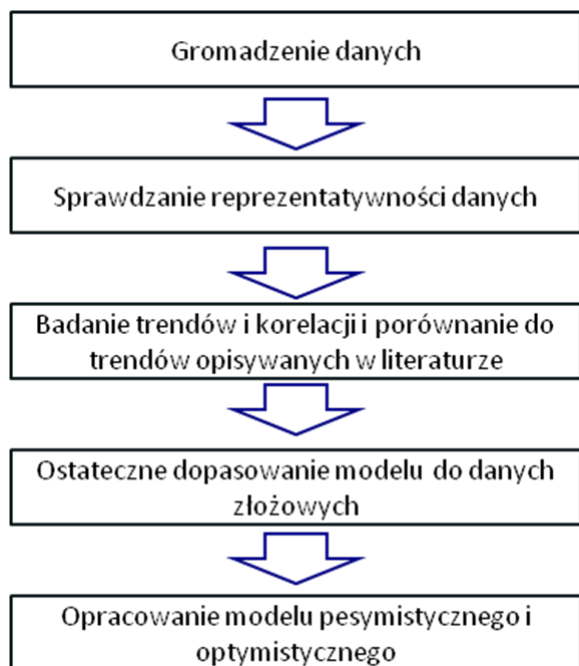 Gromadzenie danych
Sprawdzanie reprezentatywności danych
Badanie trendów i korelacji i porównanie do
trendów opisywanych w literaturze
Ostateczne dopasowanie modelu do danych
złożowych
Opracowanie modelu pesymistycznego i
optymistycznego